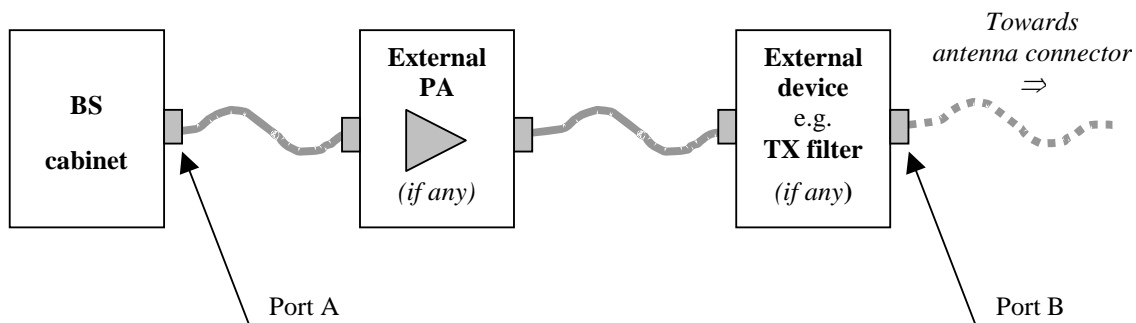 BS
cabinet
External
PA
(if any)
External
device
e.g.
TX filter
(if any)
Towards
antenna connector
⇒
Port A
Port B